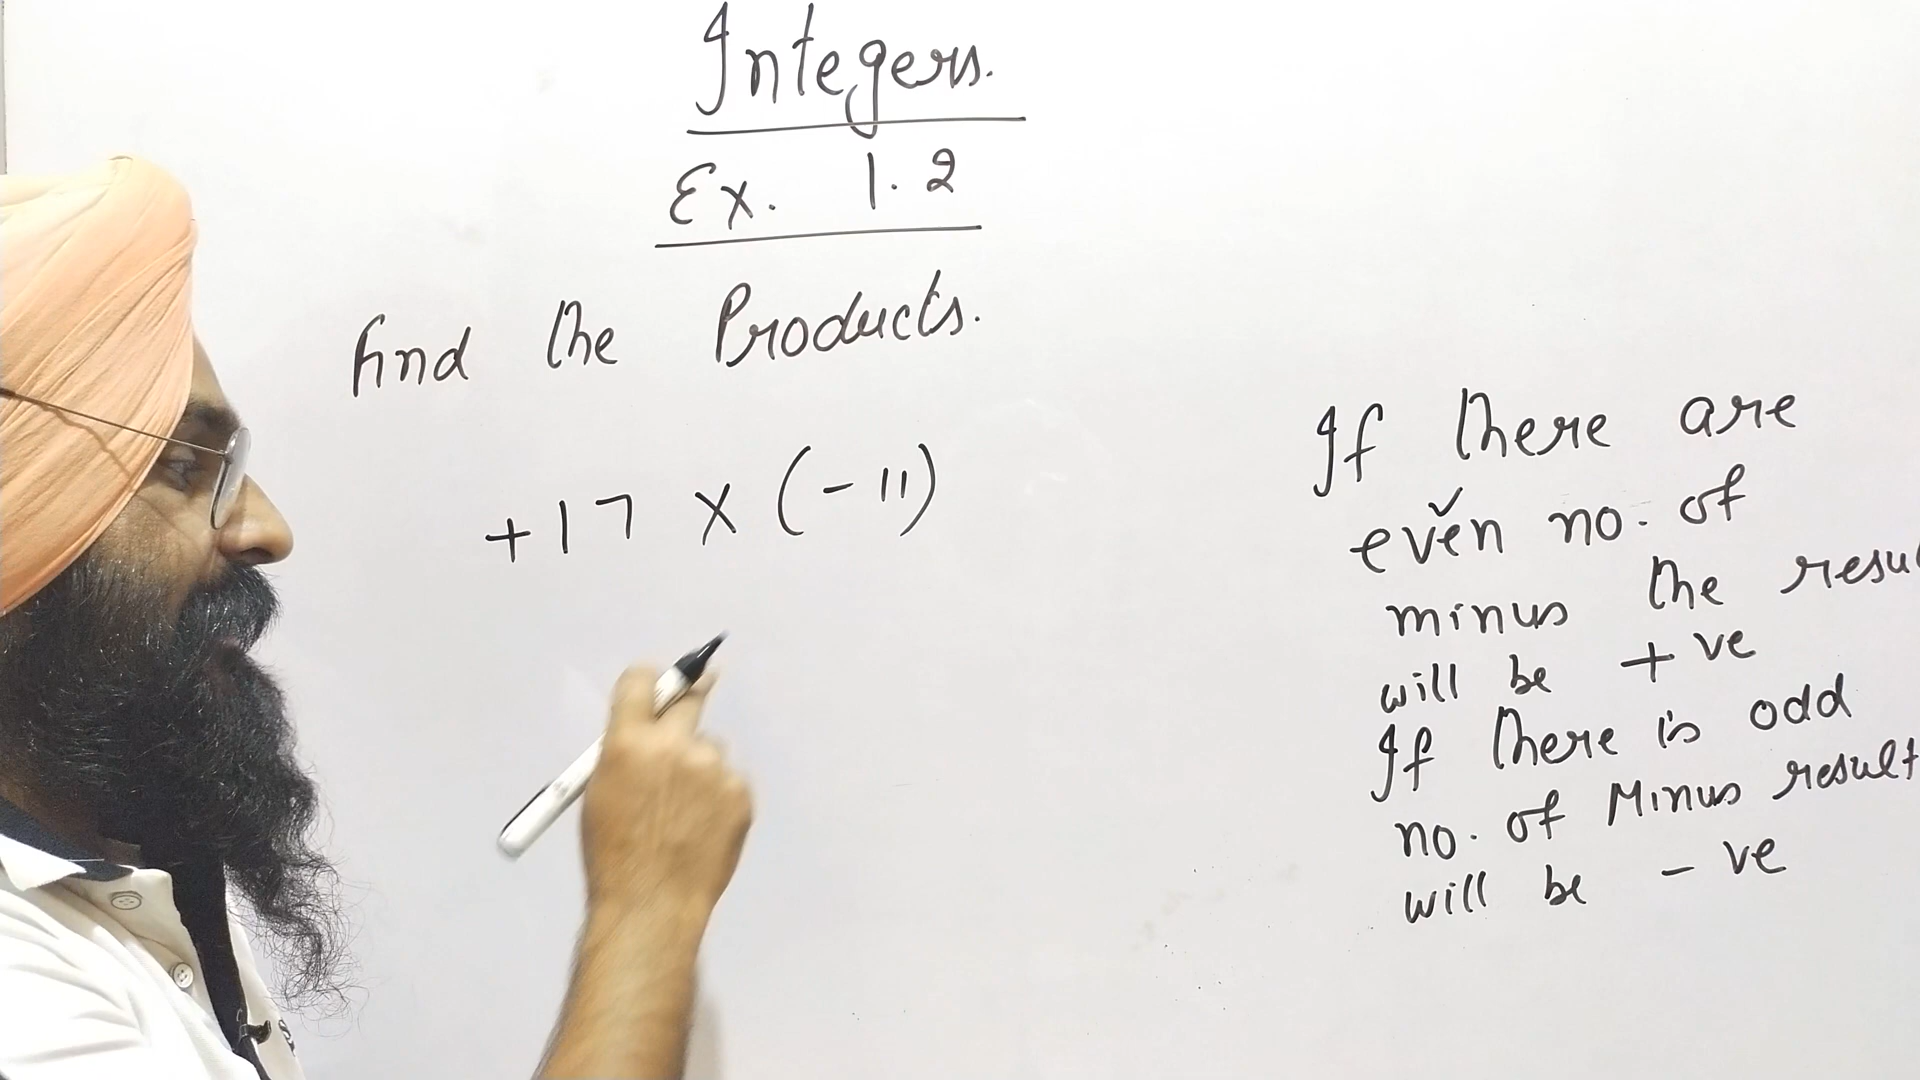 Integers.
Ex. 1.2
find the Products.
+17 × (-11)
If there are
even no. of
minus the resul
will be +ve
If there is odd
no. of Minus result
will be - ve